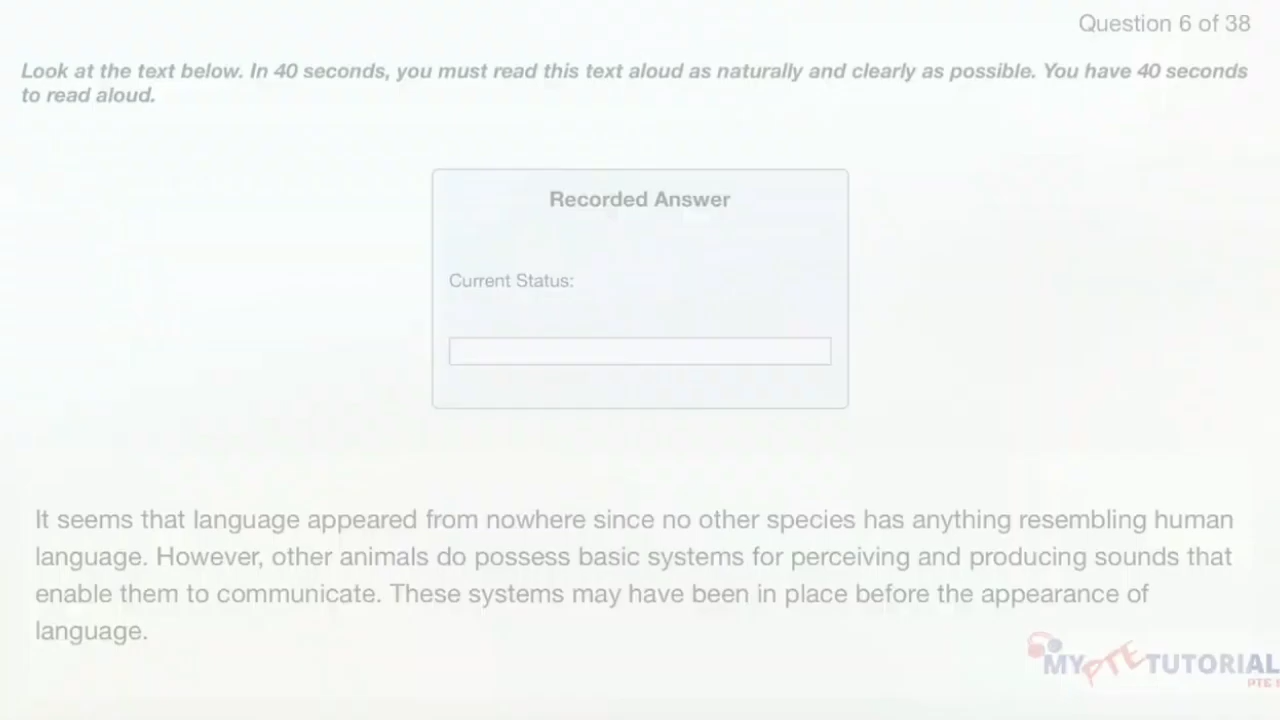 Question 6 of 38
Look at the text below. In 40 seconds, you must read this text aloud as naturally and clearly as possible. You have 40 seconds
to read aloud.
Recorded Answer
Current Status:
It seems that language appeared from nowhere since no other species has anything resembling human
language. However, other animals do possess basic systems for perceiving and producing sounds that
enable them to communicate. These systems may have been in place before the appearance of
language.
MYPTETUTORIAL
PTE